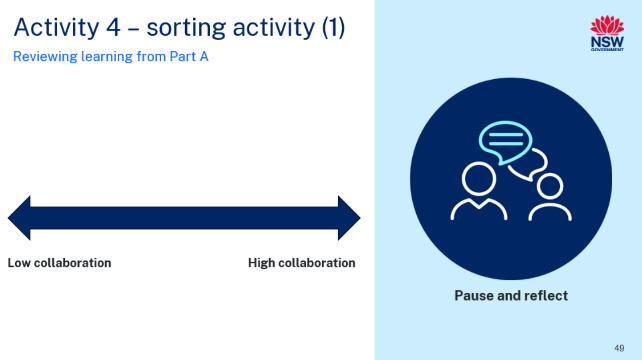 Activity 4 – sorting activity (1)
Reviewing learning from Part A
NSW
GOVERNMENT
Low collaboration
High collaboration
Pause and reflect
49